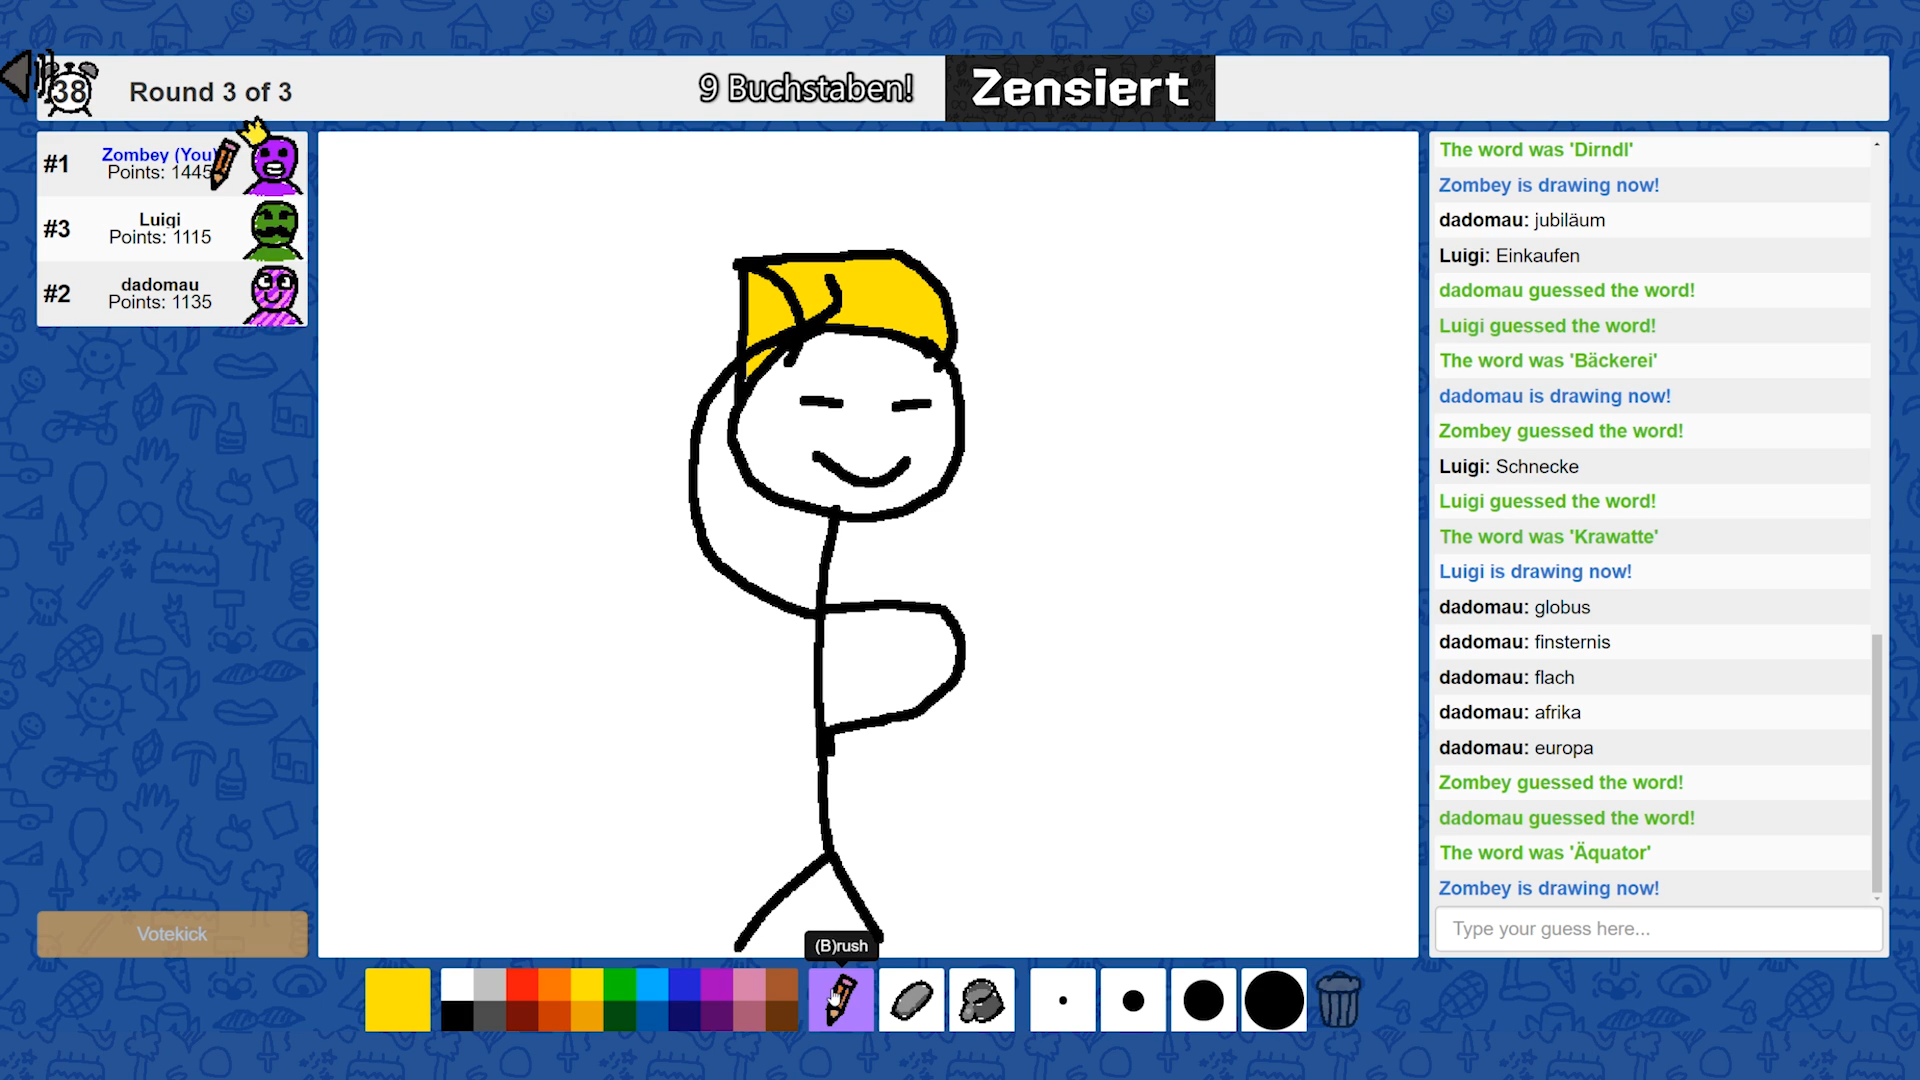 38
Round 3 of 3
9 Buchstaben!
Zensiert
#1
Zombey (You)
Points: 1445
#3
Luigi
Points: 1115
#2
dadomau
Points: 1135
Votekick
The word was 'Dirndl'
Zombey is drawing now!
dadomau: jubiläum
Luigi: Einkaufen
dadomau guessed the word!
Luigi guessed the word!
The word was 'Bäckerei'
dadomau is drawing now!
Zombey guessed the word!
Luigi: Schnecke
Luigi guessed the word!
The word was 'Krawatte'
Luigi is drawing now!
dadomau: globus
dadomau: finsternis
dadomau: flach
dadomau: afrika
dadomau: europa
Zombey guessed the word!
dadomau guessed the word!
The word was 'Äquator'
Zombey is drawing now!
Type your guess here...
(B)rush